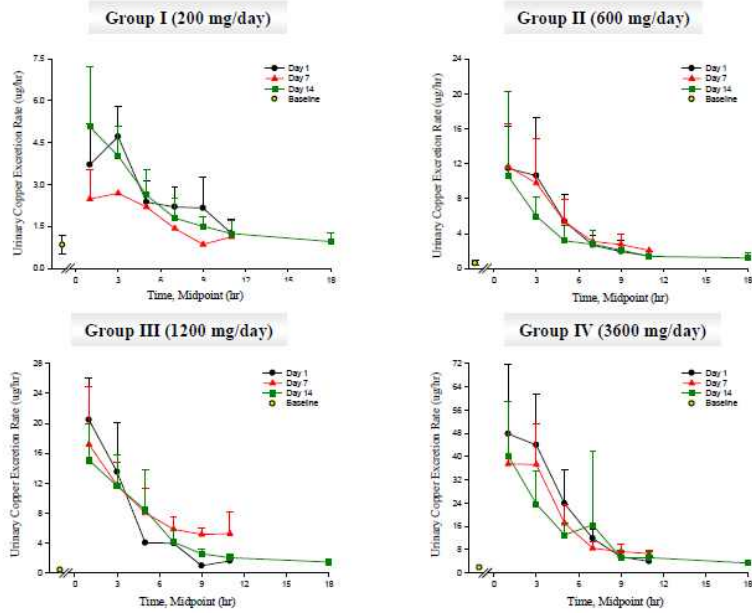 Group I (200 mg/day)
Urinary Copper Excretion Rate (ug/hr)
7.5
6.0
4.5
3.0
1.5
0.0
Day 1
Day 7
Day 14
Baseline
0 3 6 9 12 15 18
Time, Midpoint (hr)
Group II (600 mg/day)
Urinary Copper Excretion Rate (ug/hr)
24
20
16
12
8
4
0
Day 1
Day 7
Day 14
Baseline
0 3 6 9 12 15 18
Time, Midpoint (hr)
Group III (1200 mg/day)
Urinary Copper Excretion Rate (ug/hr)
28
24
20
16
12
8
4
0
Day 1
Day 7
Day 14
Baseline
0 3 6 9 12 15 18
Time, Midpoint (hr)
Group IV (3600 mg/day)
Urinary Copper Excretion Rate (ug/hr)
72
64
56
48
40
32
24
16
8
0
Day 1
Day 7
Day 14
Baseline
0 3 6 9 12 15 18
Time, Midpoint (hr)